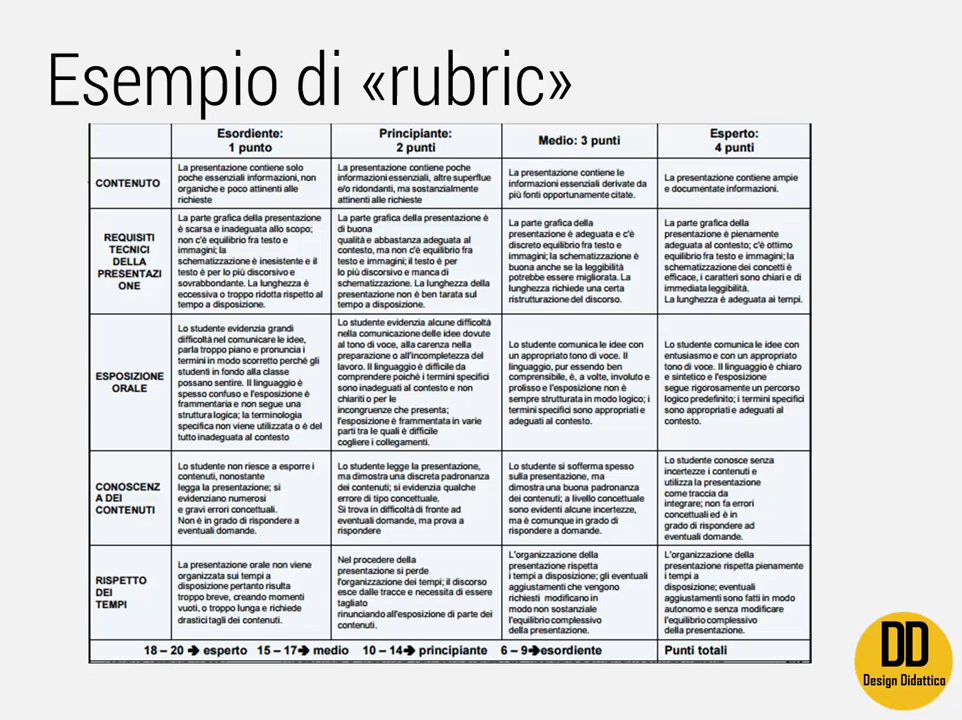 Esempio di «rubric»
Esordiente:
1 punto
Principiante:
2 punti
Medio: 3 punti
Esperto:
4 punti
CONTENUTO
La presentazione contiene solo
poche essenziali informazioni, non
organiche e poco attinenti alle
richieste
La presentazione contiene poche
informazioni essenziali, altre superflue
e/o ridondanti, ma sostanzialmente
attinenti alle richieste
La presentazione contiene le
informazioni essenziali derivate da
più fonti opportunamente citate.
La presentazione contiene ampie
e documentate informazioni.
REQUISITI
TECNICI
DELLA
PRESENTAZI
ONE
La parte grafica della presentazione
è scarsa e inadeguata allo scopo;
non c'è equilibrio fra testo e
immagini; la
schematizzazione è inesistente e il
testo è per lo più discorsivo e
sovrabbondante. La lunghezza è
eccessiva o troppo ridotta rispetto al
tempo a disposizione.
La parte grafica della presentazione è
di buona
qualità e abbastanza adeguata al
contesto, ma non c'è equilibrio fra
testo e immagini; il testo è per
lo più discorsivo e manca di
schematizzazione. La lunghezza della
presentazione non è ben tarata sul
tempo a disposizione.
La parte grafica della
presentazione è adeguata e c'è
discreto equilibrio fra testo e
immagini; la schematizzazione è
buona anche se la leggibilità
potrebbe essere migliorata. La
lunghezza richiede una certa
ristrutturazione del discorso.
La parte grafica della
presentazione è pienamente
adeguata al contesto; c'è ottimo
equilibrio fra testo e immagini; la
schematizzazione dei concetti è
efficace, i caratteri sono chiari e di
immediata leggibilità.
La lunghezza è adeguata ai tempi.
ESPOSIZIONE
ORALE
Lo studente evidenzia grandi
difficoltà nel comunicare le idee,
parla troppo piano e pronuncia i
termini in modo scorretto perché gli
studenti in fondo alla classe
possano sentire. Il linguaggio è
spesso confuso e l'esposizione è
frammentaria e non segue una
struttura logica; la terminologia
specifica non viene utilizzata o è del
tutto inadeguata al contesto
Lo studente evidenzia alcune difficoltà
nella comunicazione delle idee dovute
al tono di voce, alla carenza nella
preparazione o all'incompletezza del
lavoro. Il linguaggio è difficile da
comprendere poiché i termini specifici
sono inadeguati al contesto e non
chiariti o per le
incongruenze che presenta;
l'esposizione è frammentata in varie
parti tra le quali è difficile
cogliere i collegamenti.
Lo studente comunica le idee con
un appropriato tono di voce. Il
linguaggio, pur essendo ben
comprensibile, è, a volte, involuto e
prolisso e l'esposizione non è
sempre strutturata in modo logico; i
termini specifici sono appropriati e
adeguati al contesto.
Lo studente comunica le idee con
entusiasmo e con un appropriato
tono di voce. Il linguaggio è chiaro
e sintetico e l'esposizione
segue rigorosamente un percorso
logico predefinito; i termini specifici
sono appropriati e adeguati al
contesto.
CONOSCENZ
A DEI
CONTENUTI
Lo studente non riesce a esporre i
contenuti, nonostante
legga la presentazione; si
evidenziano numerosi
e gravi errori concettuali.
Non è in grado di rispondere a
eventuali domande.
Lo studente legge la presentazione,
ma dimostra una discreta padronanza
dei contenuti; si evidenzia qualche
errore di tipo concettuale.
Si trova in difficoltà di fronte ad
eventuali domande, ma prova a
rispondere
Lo studente si sofferma spesso
sulla presentazione, ma
dimostra una buona padronanza
dei contenuti; a livello concettuale
sono evidenti alcune incertezze,
ma è comunque in grado di
rispondere a domande.
Lo studente conosce senza
incertezze i contenuti e
utilizza la presentazione
come traccia da
integrare; non fa errori
concettuali ed è in
grado di rispondere ad
eventuali domande.
RISPETTO
DEI
TEMPI
La presentazione orale non viene
organizzata sui tempi a
disposizione pertanto risulta
troppo breve, creando momenti
vuoti, o troppo lunga e richiede
drastici tagli dei contenuti.
Nel procedere della
presentazione si perde
l'organizzazione dei tempi; il discorso
esce dalle tracce e necessita di essere
tagliato
rinunciando all'esposizione di parte dei
contenuti.
L'organizzazione della
presentazione rispetta
i tempi a disposizione; gli eventuali
aggiustamenti che vengono
richiesti modificano in
modo non sostanziale
l'equilibrio complessivo
della presentazione.
L'organizzazione della
presentazione rispetta pienamente
i tempi a
disposizione; eventuali
aggiustamenti sono fatti in modo
autonomo e senza modificare
l'equilibrio complessivo
della presentazione.
18 – 20 ➔ esperto 15 – 17➔ medio 10 – 14➔ principiante 6 – 9➔esordiente
Punti totali
DD
Design Didattico